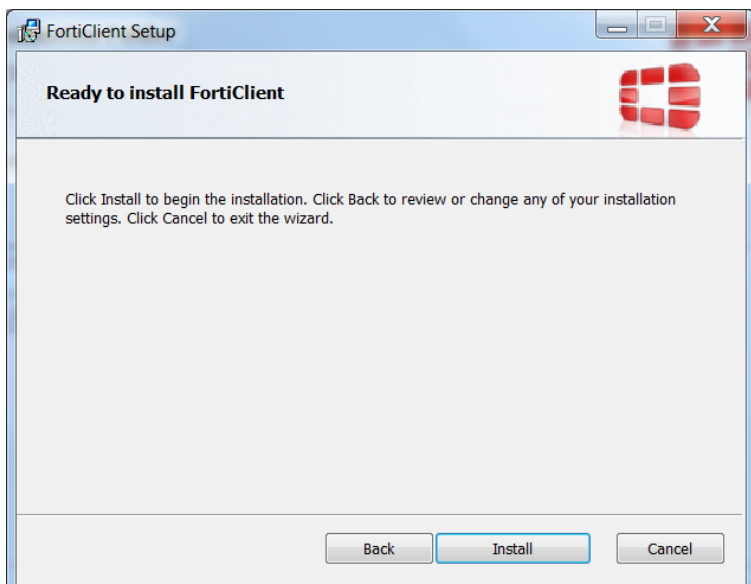 FortiClient Setup
Ready to install FortiClient
Click Install to begin the installation. Click Back to review or change any of your installation
settings. Click Cancel to exit the wizard.
Back Install Cancel